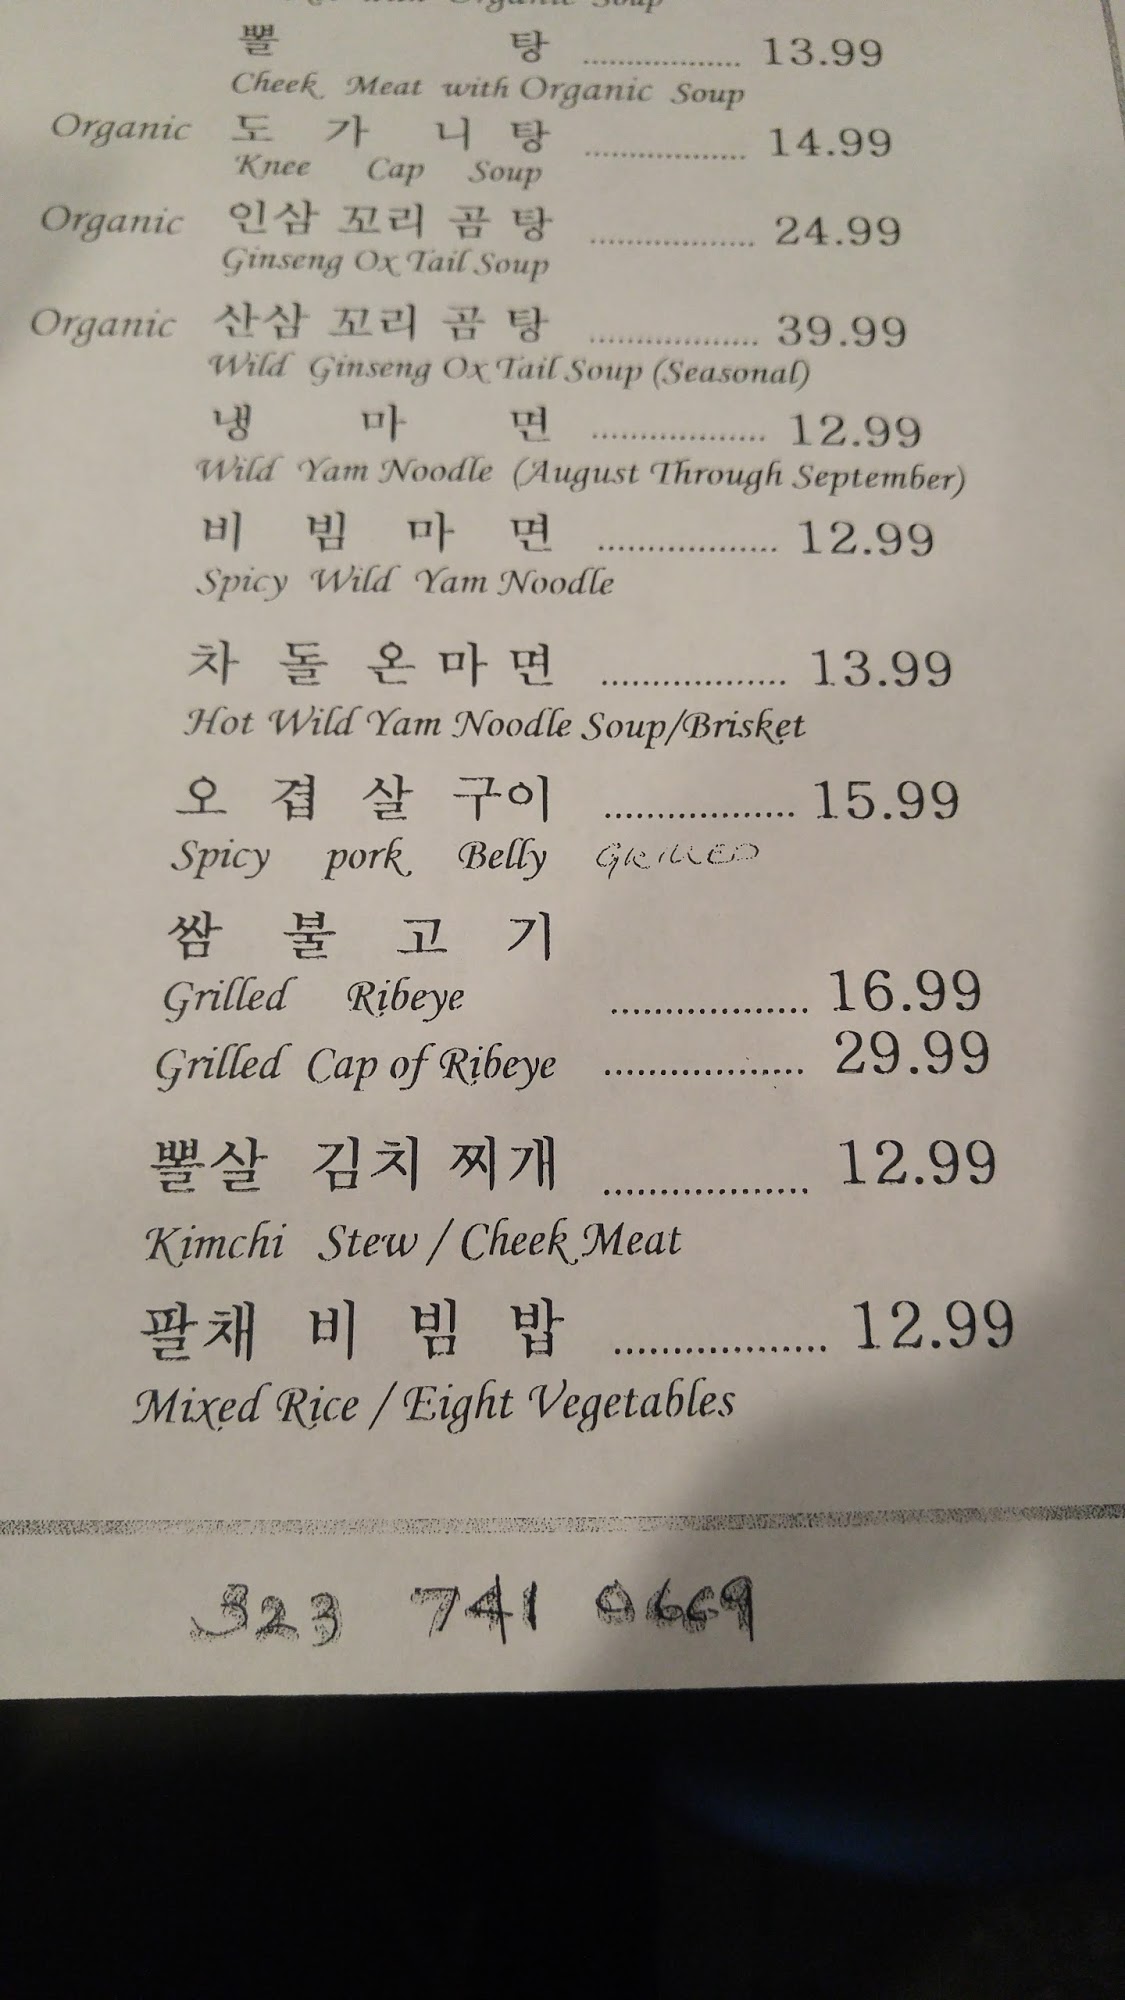 with Organic Soup
뽈 탕 .................. 13.99
Cheek Meat with Organic Soup
Organic 도 가 니 탕 .................. 14.99
Knee Cap Soup
Organic 인삼 꼬리 곰 탕 .................. 24.99
Ginseng Ox Tail Soup
Organic 산삼 꼬리 곰 탕 .................. 39.99
Wild Ginseng Ox Tail Soup (Seasonal)
냉 마 면 .................. 12.99
Wild Yam Noodle (August Through September)
비 빔 마 면 .................. 12.99
Spicy Wild Yam Noodle
차 돌 온 마 면 .................. 13.99
Hot Wild Yam Noodle Soup/Brisket
오 겹 살 구이 .................. 15.99
Spicy pork Belly GRILLED
쌈 불 고 기
Grilled Ribeye .................. 16.99
Grilled Cap of Ribeye .................. 29.99
뽈살 김치 찌개 .................. 12.99
Kimchi Stew / Cheek Meat
팔채 비 빔 밥 .................. 12.99
Mixed Rice / Eight Vegetables
323 741 0669